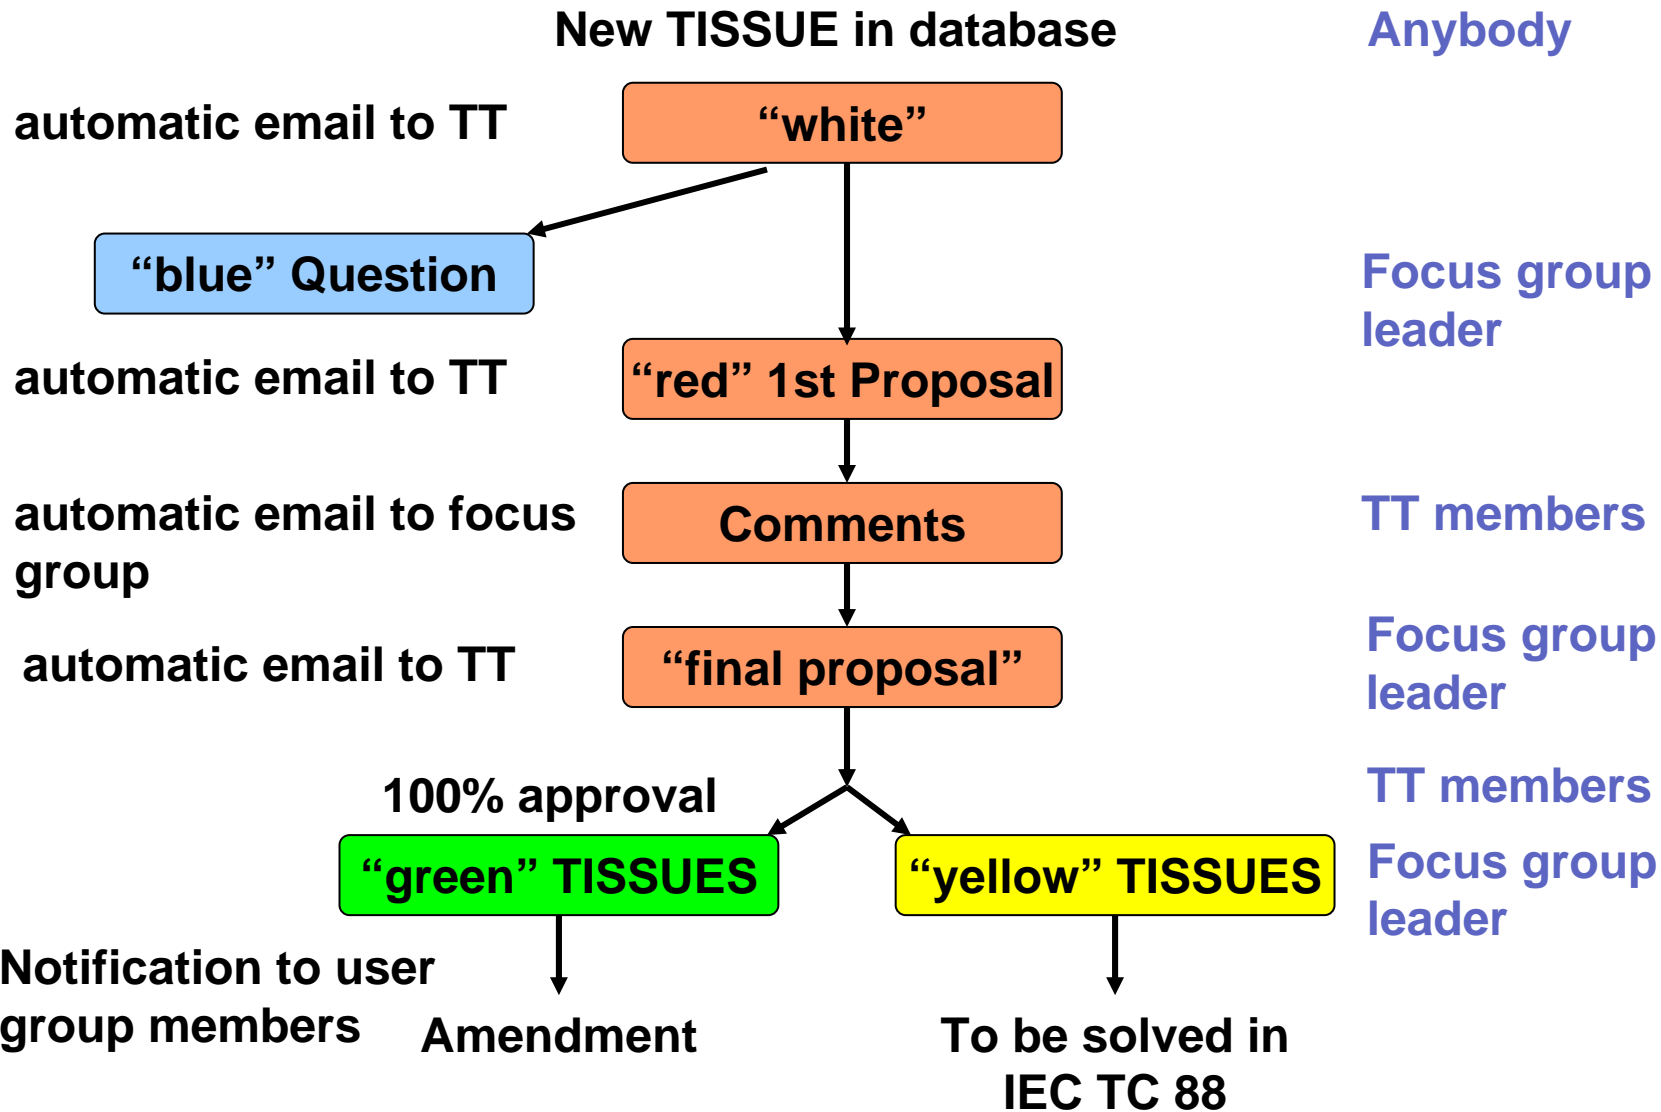 New TISSUE in database
Anybody
automatic email to TT
“white”
“blue” Question
Focus group
leader
automatic email to TT
“red” 1st Proposal
automatic email to focus
group
Comments
TT members
automatic email to TT
“final proposal”
Focus group
leader
100% approval
TT members
“green” TISSUES
“yellow” TISSUES
Focus group
leader
Notification to user
group members
Amendment
To be solved in
IEC TC 88